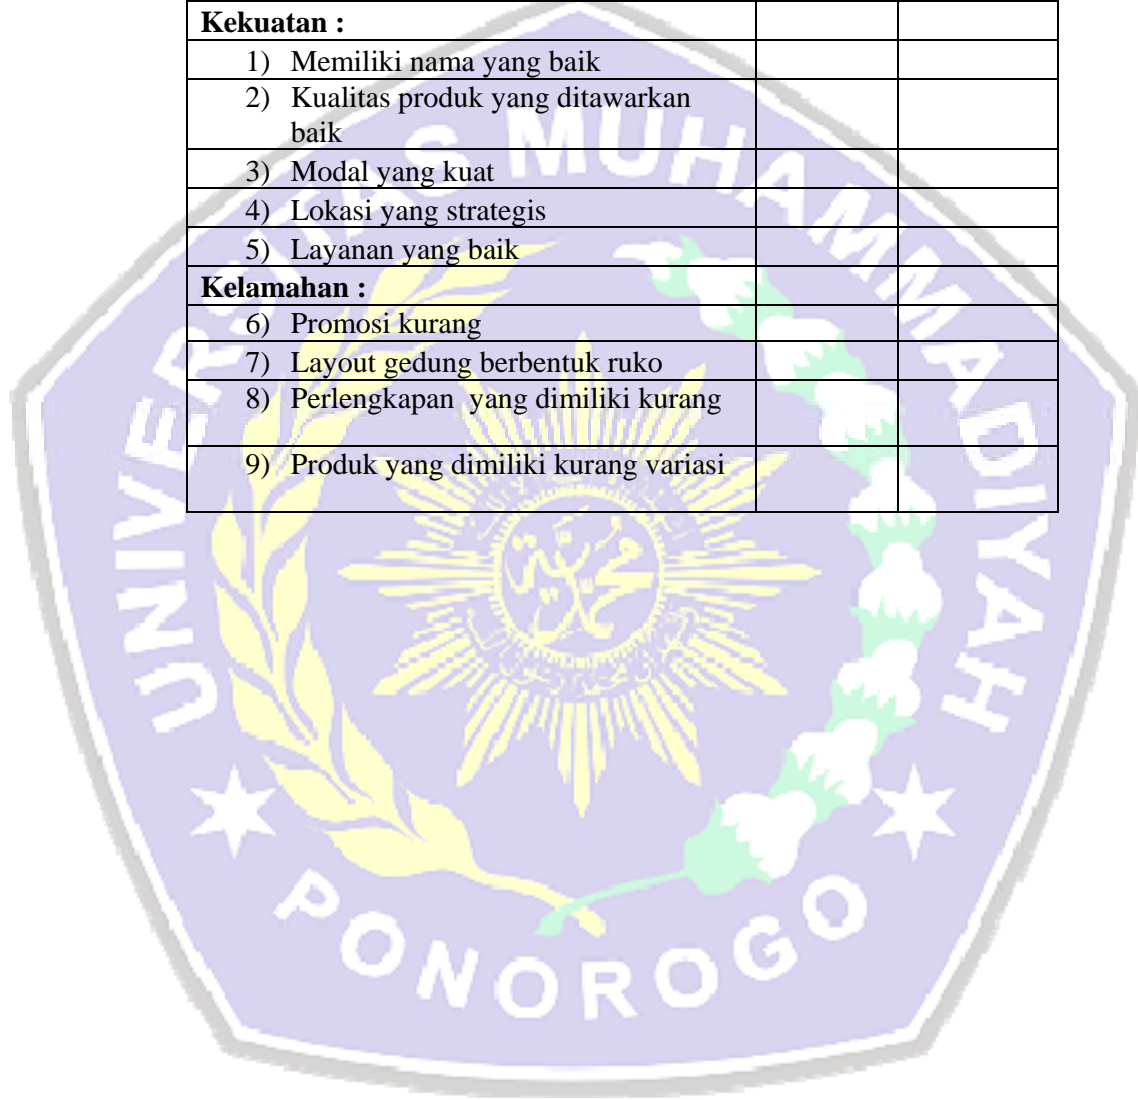 Kekuatan :
1) Memiliki nama yang baik
2) Kualitas produk yang ditawarkan
baik
3) Modal yang kuat
4) Lokasi yang strategis
5) Layanan yang baik
Kelamahan :
6) Promosi kurang
7) Layout gedung berbentuk ruko
8) Perlengkapan yang dimiliki kurang
9) Produk yang dimiliki kurang variasi
UNIVERSITAS MUHAMMADIYAH
PONOROGO